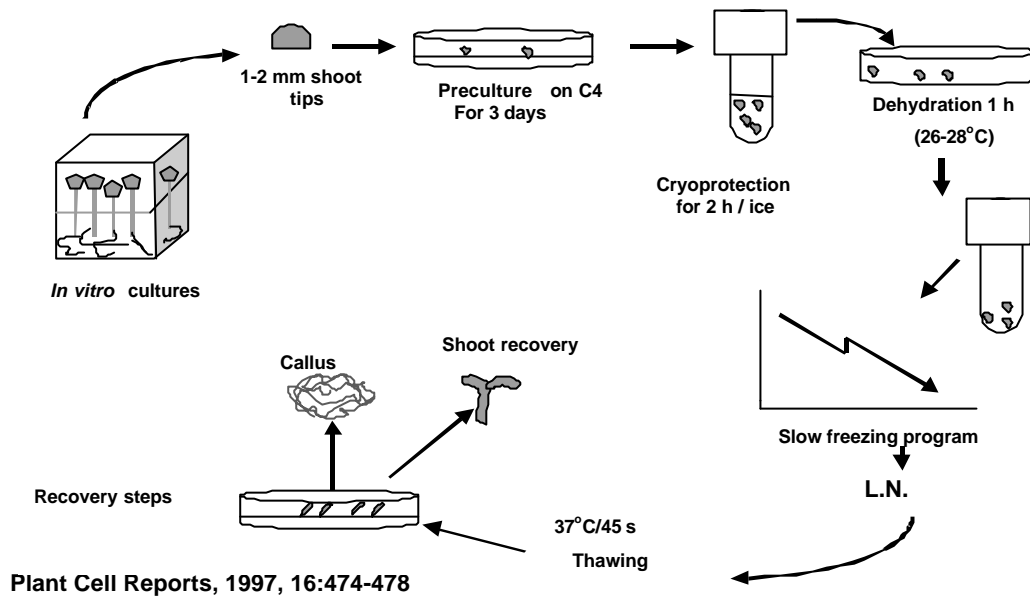 1-2 mm shoot
tips
Preculture on C4
For 3 days
Dehydration 1 h
(26-28°C)
Cryoprotection
for 2 h / ice
In vitro cultures
Slow freezing program
L.N.
Callus
Shoot recovery
Recovery steps
37°C/45 s
Thawing
Plant Cell Reports, 1997, 16:474-478